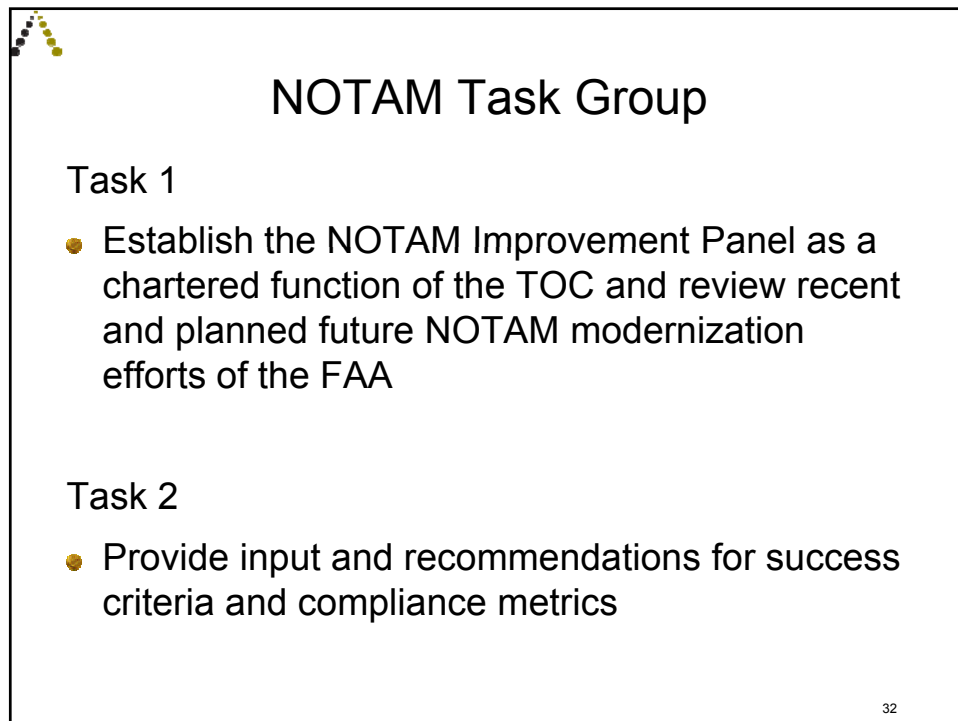 NOTAM Task Group
Task 1
Establish the NOTAM Improvement Panel as a
chartered function of the TOC and review recent
and planned future NOTAM modernization
efforts of the FAA
Task 2
Provide input and recommendations for success
criteria and compliance metrics
32